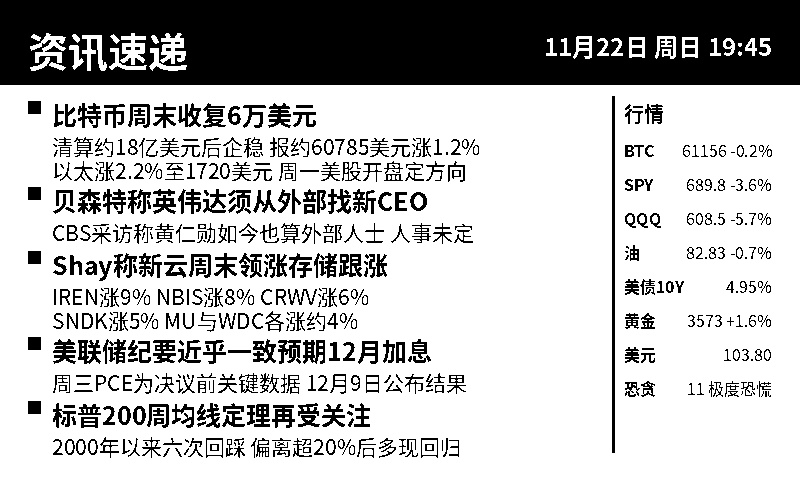 资讯速递
11月22日 周日 19:45
比特币周末收复6万美元
清算约18亿美元后企稳 报约60785美元涨1.2%
以太涨2.2%至1720美元 周一美股开盘定方向
贝森特称英伟达须从外部找新CEO
CBS采访称黄仁勋如今也算外部人士 人事未定
Shay称新云周末领涨存储跟涨
IREN涨9% NBIS涨8% CRWV涨6%
SNDK涨5% MU与WDC各涨约4%
美联储纪要近乎一致预期12月加息
周三PCE为决议前关键数据 12月9日公布结果
标普200周均线定理再受关注
2000年以来六次回踩 偏离超20%后多现回归
行情
BTC 61156 -0.2%
SPY 689.8 -3.6%
QQQ 608.5 -5.7%
油 82.83 -0.7%
美债10Y 4.95%
黄金 3573 +1.6%
美元 103.80
恐贪 11 极度恐慌